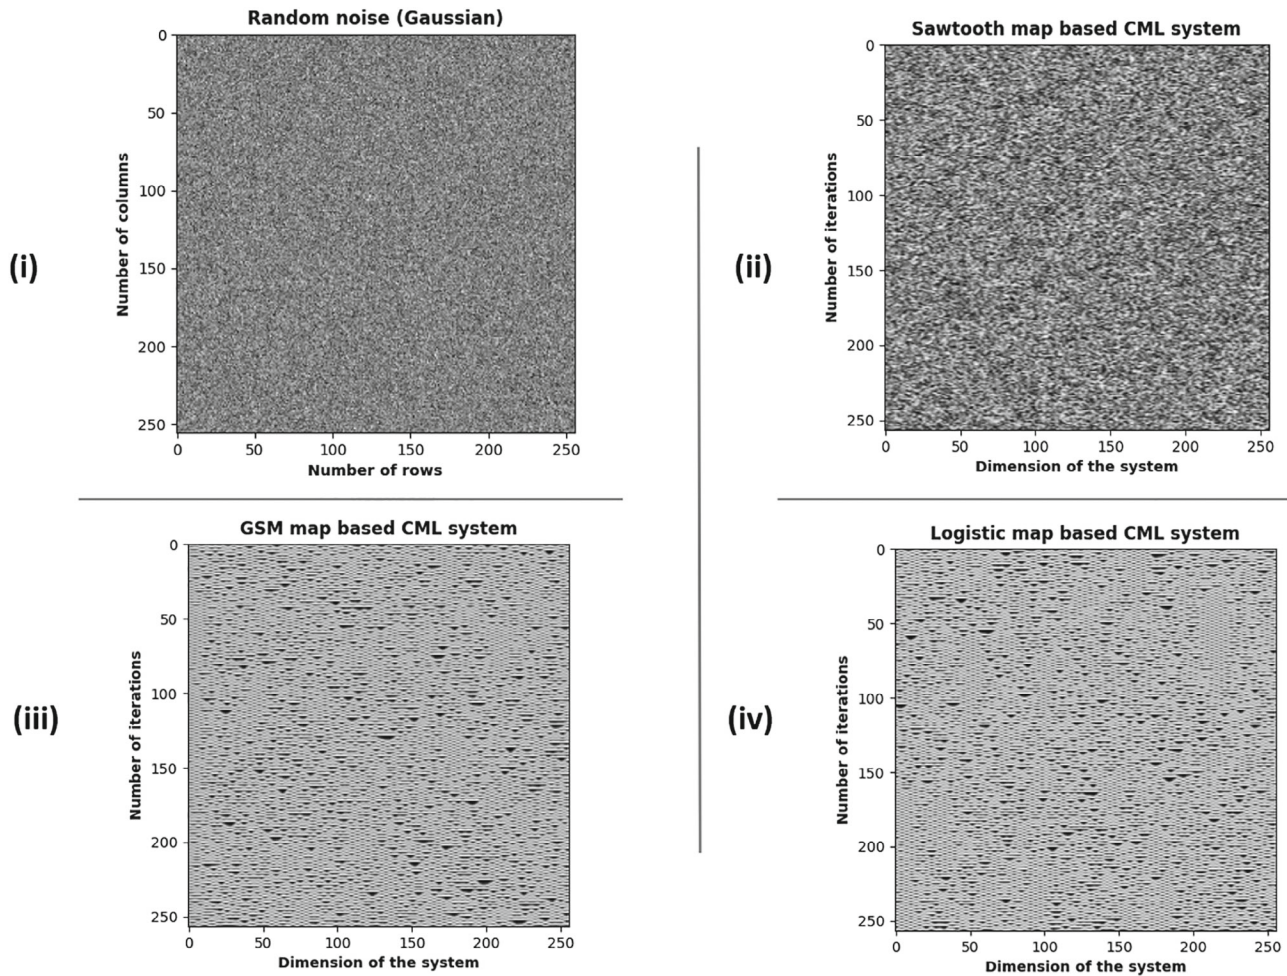 Random noise (Gaussian)
0
50
100
150
200
250
Number of columns
0 50 100 150 200 250
Number of rows
(i)
Sawtooth map based CML system
0
50
100
150
200
250
Number of iterations
0 50 100 150 200 250
Dimension of the system
(ii)
GSM map based CML system
0
50
100
150
200
250
Number of iterations
0 50 100 150 200 250
Dimension of the system
(iii)
Logistic map based CML system
0
50
100
150
200
250
Number of iterations
0 50 100 150 200 250
Dimension of the system
(iv)